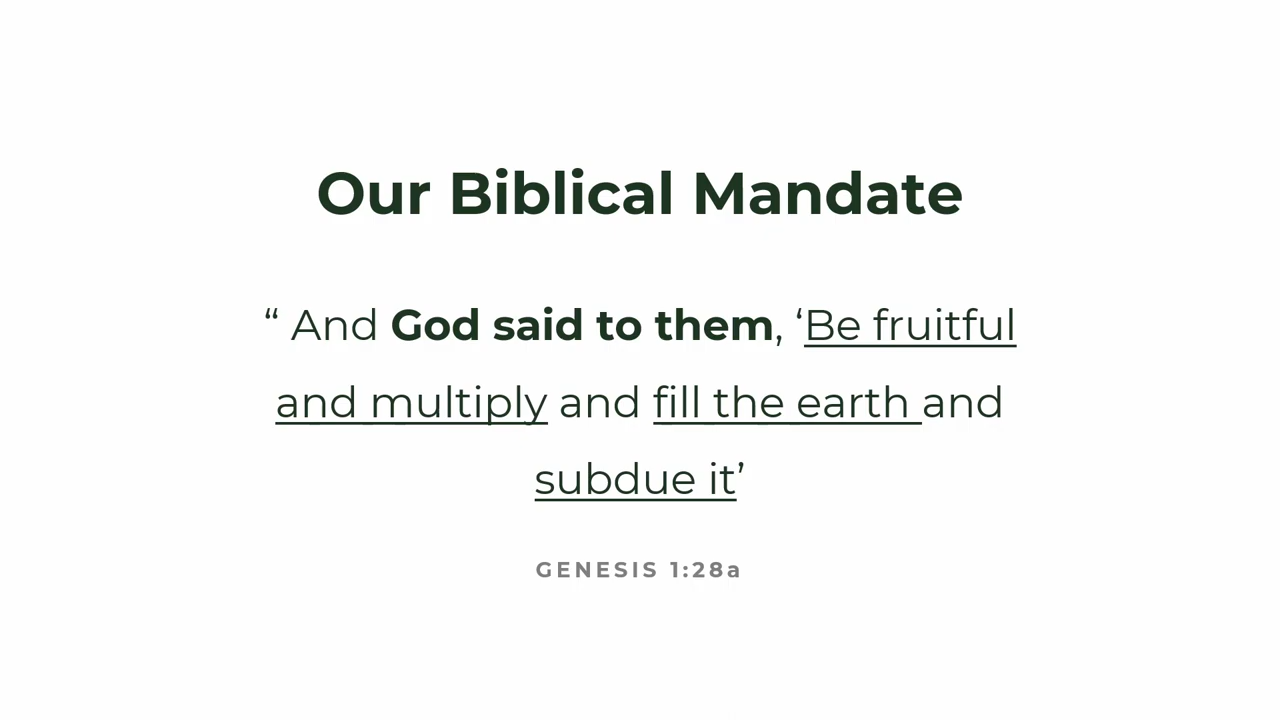 Our Biblical Mandate
“ And God said to them, ‘Be fruitful
and multiply and fill the earth and
subdue it’
GENESIS 1:28a